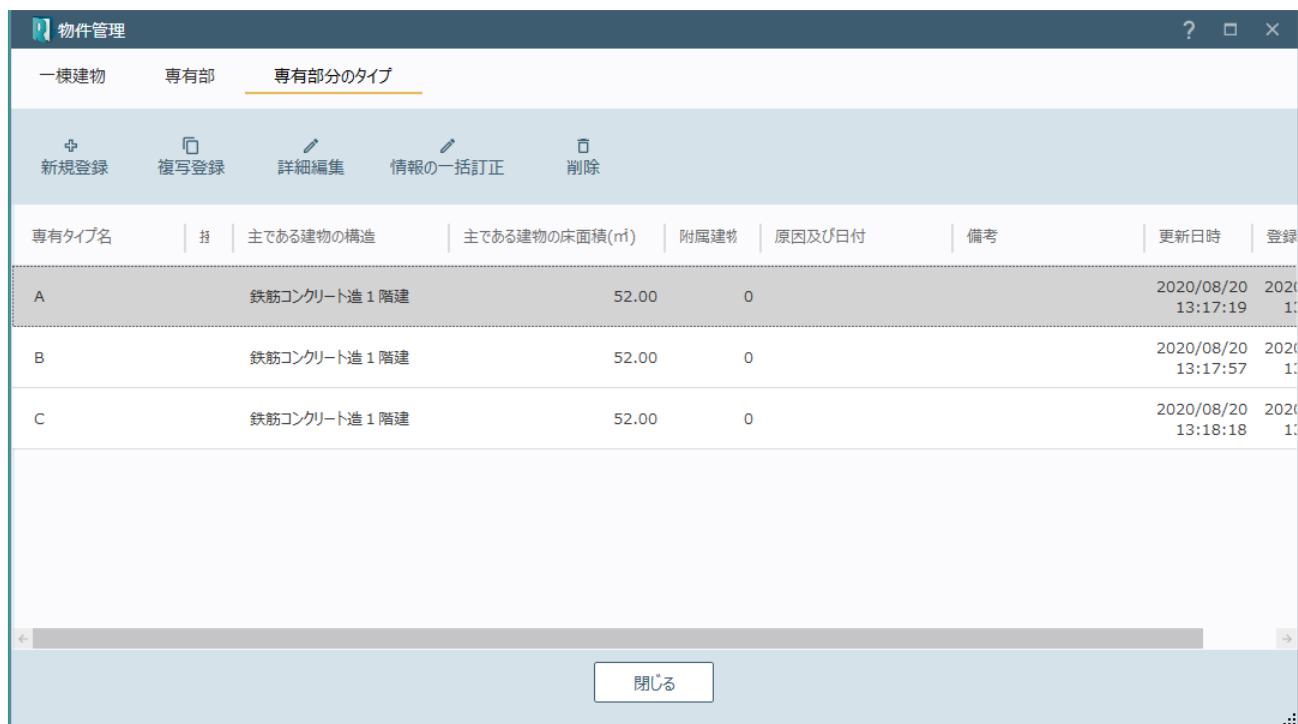 物件管理
一棟建物 専有部 専有部分のタイプ
新規登録 複写登録 詳細編集 情報の一括訂正 削除
専有タイプ名 主である建物の構造 主である建物の床面積(㎡) 附属建物 原因及び日付 備考 更新日時 登録
A 鉄筋コンクリート造1階建 52.00 0 2020/08/20 202
13:17:19 1
B 鉄筋コンクリート造1階建 52.00 0 2020/08/20 202
13:17:57 1
C 鉄筋コンクリート造1階建 52.00 0 2020/08/20 202
13:18:18 1
閉じる